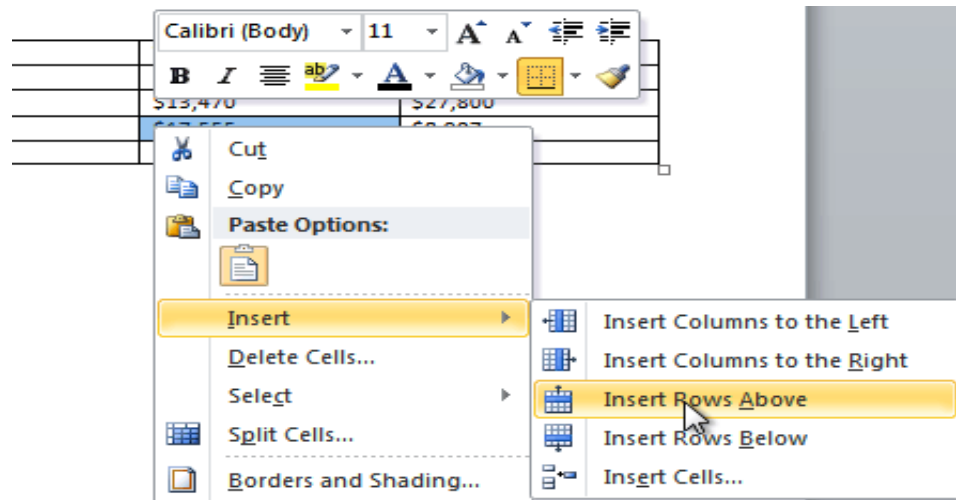 Calibri (Body) 11 A A
B I ab A
$13,470 $27,800
Cut
Copy
Paste Options:
Insert
Delete Cells...
Select
Split Cells...
Borders and Shading...
Insert Columns to the Left
Insert Columns to the Right
Insert Rows Above
Insert Rows Below
Insert Cells...